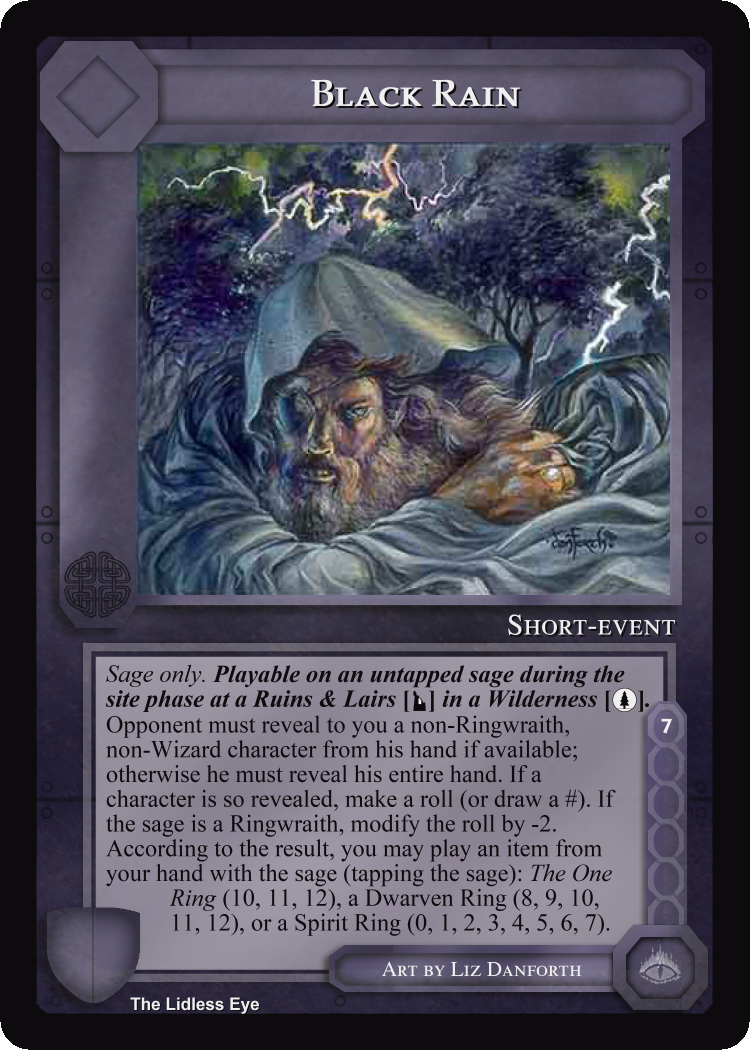 Black Rain
danforth
Short-event
Sage only. Playable on an untapped sage during the
site phase at a Ruins & Lairs [] in a Wilderness [].
7
Opponent must reveal to you a non-Ringwraith,
non-Wizard character from his hand if available;
otherwise he must reveal his entire hand. If a
character is so revealed, make a roll (or draw a #). If
the sage is a Ringwraith, modify the roll by -2.
According to the result, you may play an item from
your hand with the sage (tapping the sage): The One
Ring (10, 11, 12), a Dwarven Ring (8, 9, 10,
11, 12), or a Spirit Ring (0, 1, 2, 3, 4, 5, 6, 7).
Art by Liz Danforth
The Lidless Eye